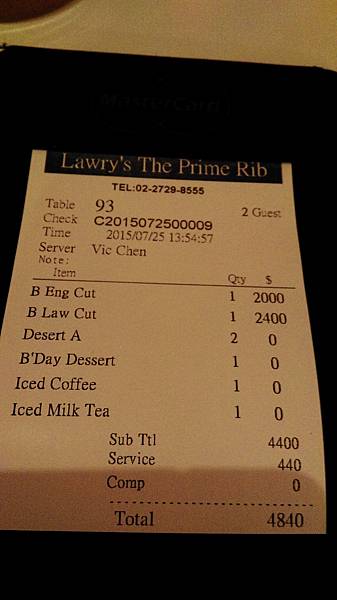 MasterCard
Lawry's The Prime Rib
TEL:02-2729-8555
Table 93 2 Guest
Check C2015072500009
Time 2015/07/25 13:54:57
Server Vic Chen
Note:
Item Qty $
B Eng Cut 1 2000
B Law Cut 1 2400
Desert A 2 0
B'Day Dessert 1 0
Iced Coffee 1 0
Iced Milk Tea 1 0
Sub Ttl 4400
Service 440
Comp 0
Total 4840